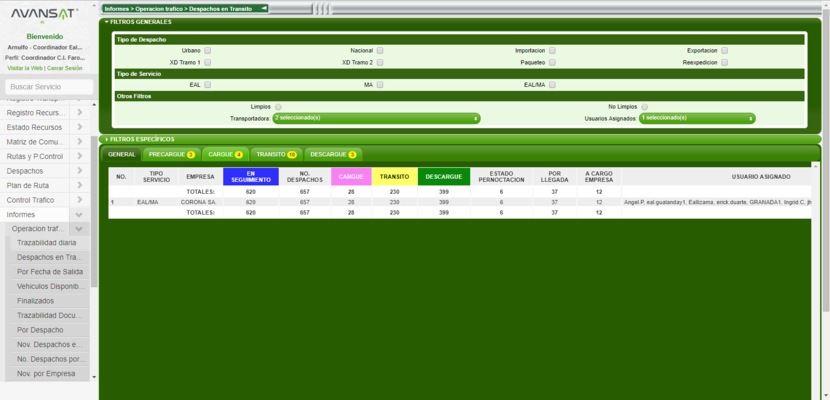 AVANSAT
Bienvenido
Arnulfo - Coordinador Eal...
Perfil: Coordinador C.I. Faro...
Visitar la Web | Cerrar Sesión
Buscar Servicio
Registro Transp...
Registro Recurs...
Estado Recursos
Matriz de Comu...
Rutas y P.Control
Despachos
Plan de Ruta
Control Trafico
Informes
Operacion traf...
Trazabilidad diaria
Despachos en Tra...
Por Fecha de Salida
Vehiculos Disponib...
Finalizados
Trazabilidad Docu...
Por Despacho
Nov. Despachos e...
No. Despachos por...
Nov. por Empresa
Informes > Operacion trafico > Despachos en Transito
FILTROS GENERALES
Tipo de Despacho
Urbano Nacional Importacion Exportacion
XD Tramo 1 XD Tramo 2 Paqueteo Reexpedicion
Tipo de Servicio
EAL MA EAL/MA
Otros Filtros
Limpios No Limpios
Transportadora: 2 seleccionado(s) Usuarios Asignados: 1 seleccionado(s)
FILTROS ESPECÍFICOS
GENERAL PRECARGUE 3 CARGUE 4 TRANSITO DESCARGUE
NO. TIPO SERVICIO EMPRESA EN SEGUIMIENTO NO. DESPACHOS CARGUE TRANSITO DESCARGUE ESTADO PERNOCTACION POR LLEGADA A CARGO EMPRESA USUARIO ASIGNADO
TOTALES: 620 657 28 230 399 6 37 12
1 EAL/MA CORONA SA. 620 657 28 230 399 6 37 12 Angel.P, eal.gualanday1, Eallizama, erick.duarte, GRANADA1, Ingrid.C, jh
TOTALES: 620 657 28 230 399 6 37 12